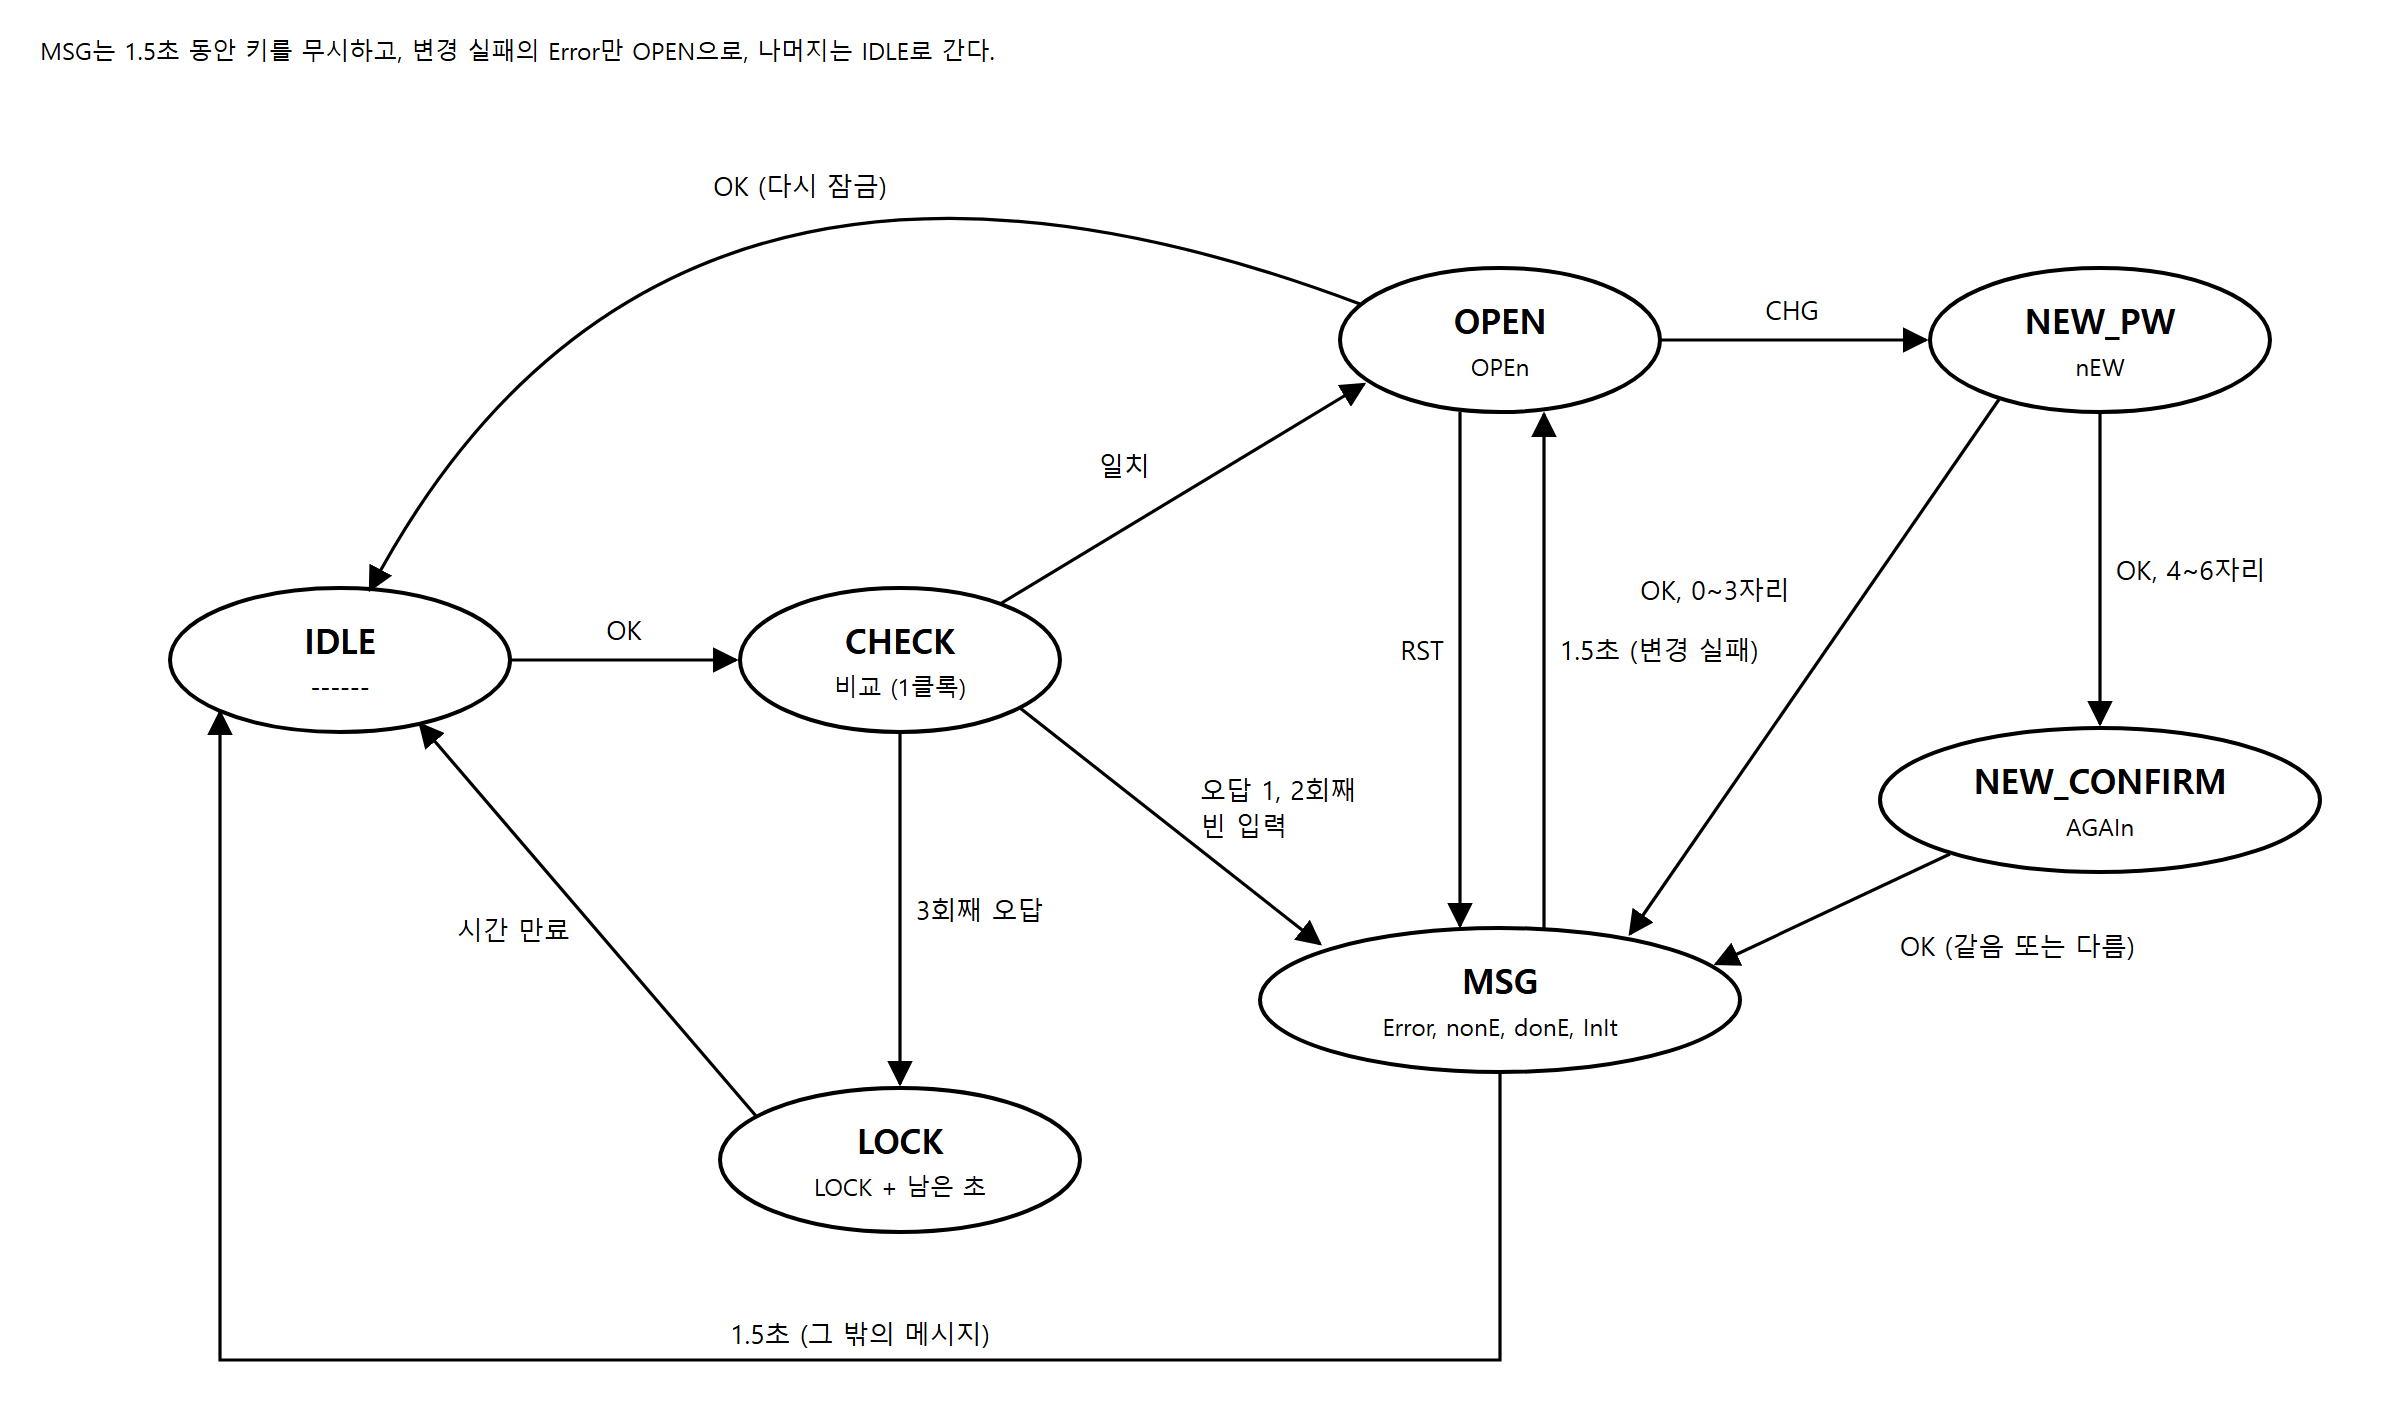 MSG는 1.5초 동안 키를 무시하고, 변경 실패의 Error만 OPEN으로, 나머지는 IDLE로 간다.
OK (다시 잠금)
OPEN
OPEn
CHG
NEW_PW
nEW
일치
OK, 0~3자리
OK, 4~6자리
IDLE
------
OK
CHECK
비교 (1클록)
RST
1.5초 (변경 실패)
오답 1, 2회째
빈 입력
NEW_CONFIRM
AGAIn
시간 만료
3회째 오답
OK (같음 또는 다름)
MSG
Error, nonE, donE, InIt
LOCK
LOCK + 남은 초
1.5초 (그 밖의 메시지)